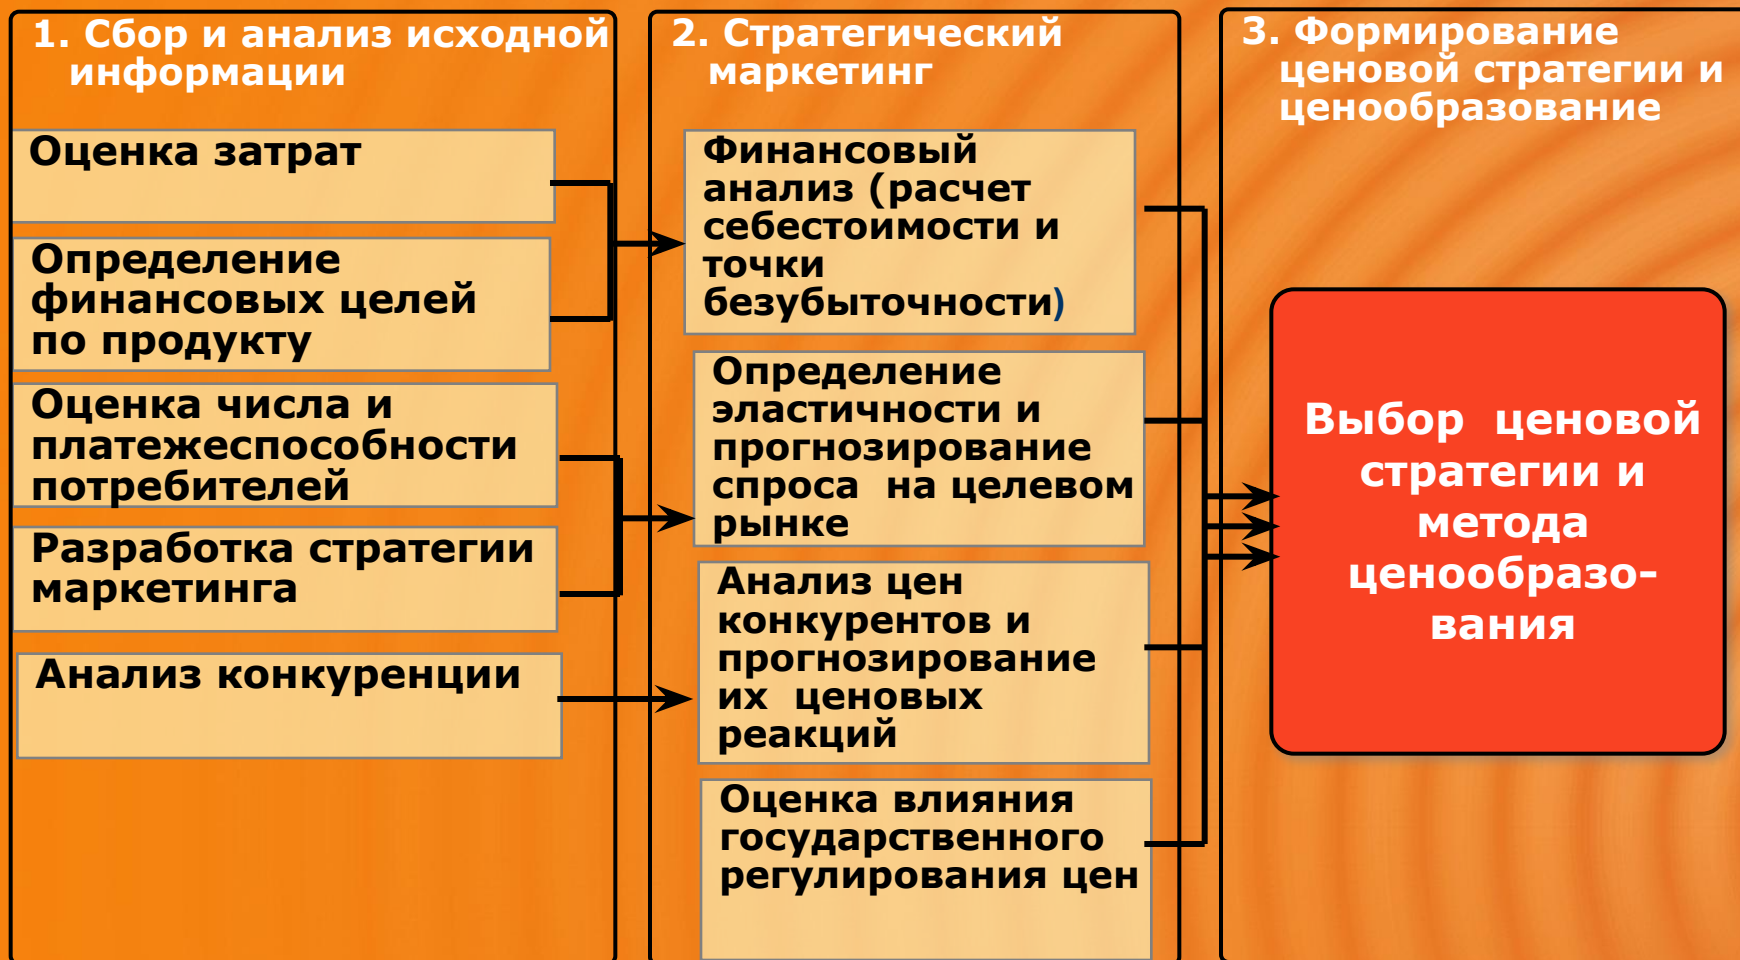 1. Сбор и анализ исходной
информации
Оценка затрат
Определение
финансовых целей
по продукту
Оценка числа и
платежеспособности
потребителей
Разработка стратегии
маркетинга
Анализ конкуренции
2. Стратегический
маркетинг
Финансовый
анализ (расчет
себестоимости и
точки
безубыточности)
Определение
эластичности и
прогнозирование
спроса на целевом
рынке
Анализ цен
конкурентов и
прогнозирование
их ценовых
реакций
Оценка влияния
государственного
регулирования цен
3. Формирование
ценовой стратегии и
ценообразование
Выбор ценовой
стратегии и
метода
ценообразо-
вания